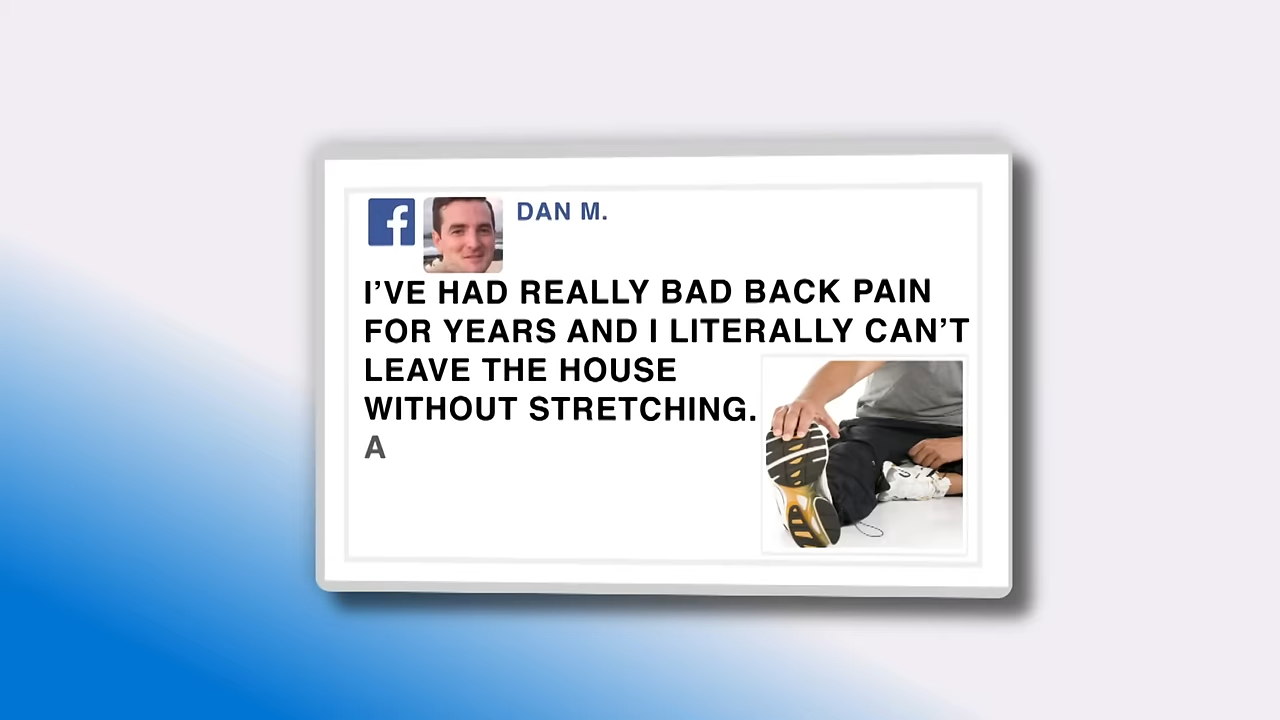 DAN M.
I’VE HAD REALLY BAD BACK PAIN
FOR YEARS AND I LITERALLY CAN’T
LEAVE THE HOUSE
WITHOUT STRETCHING.
A